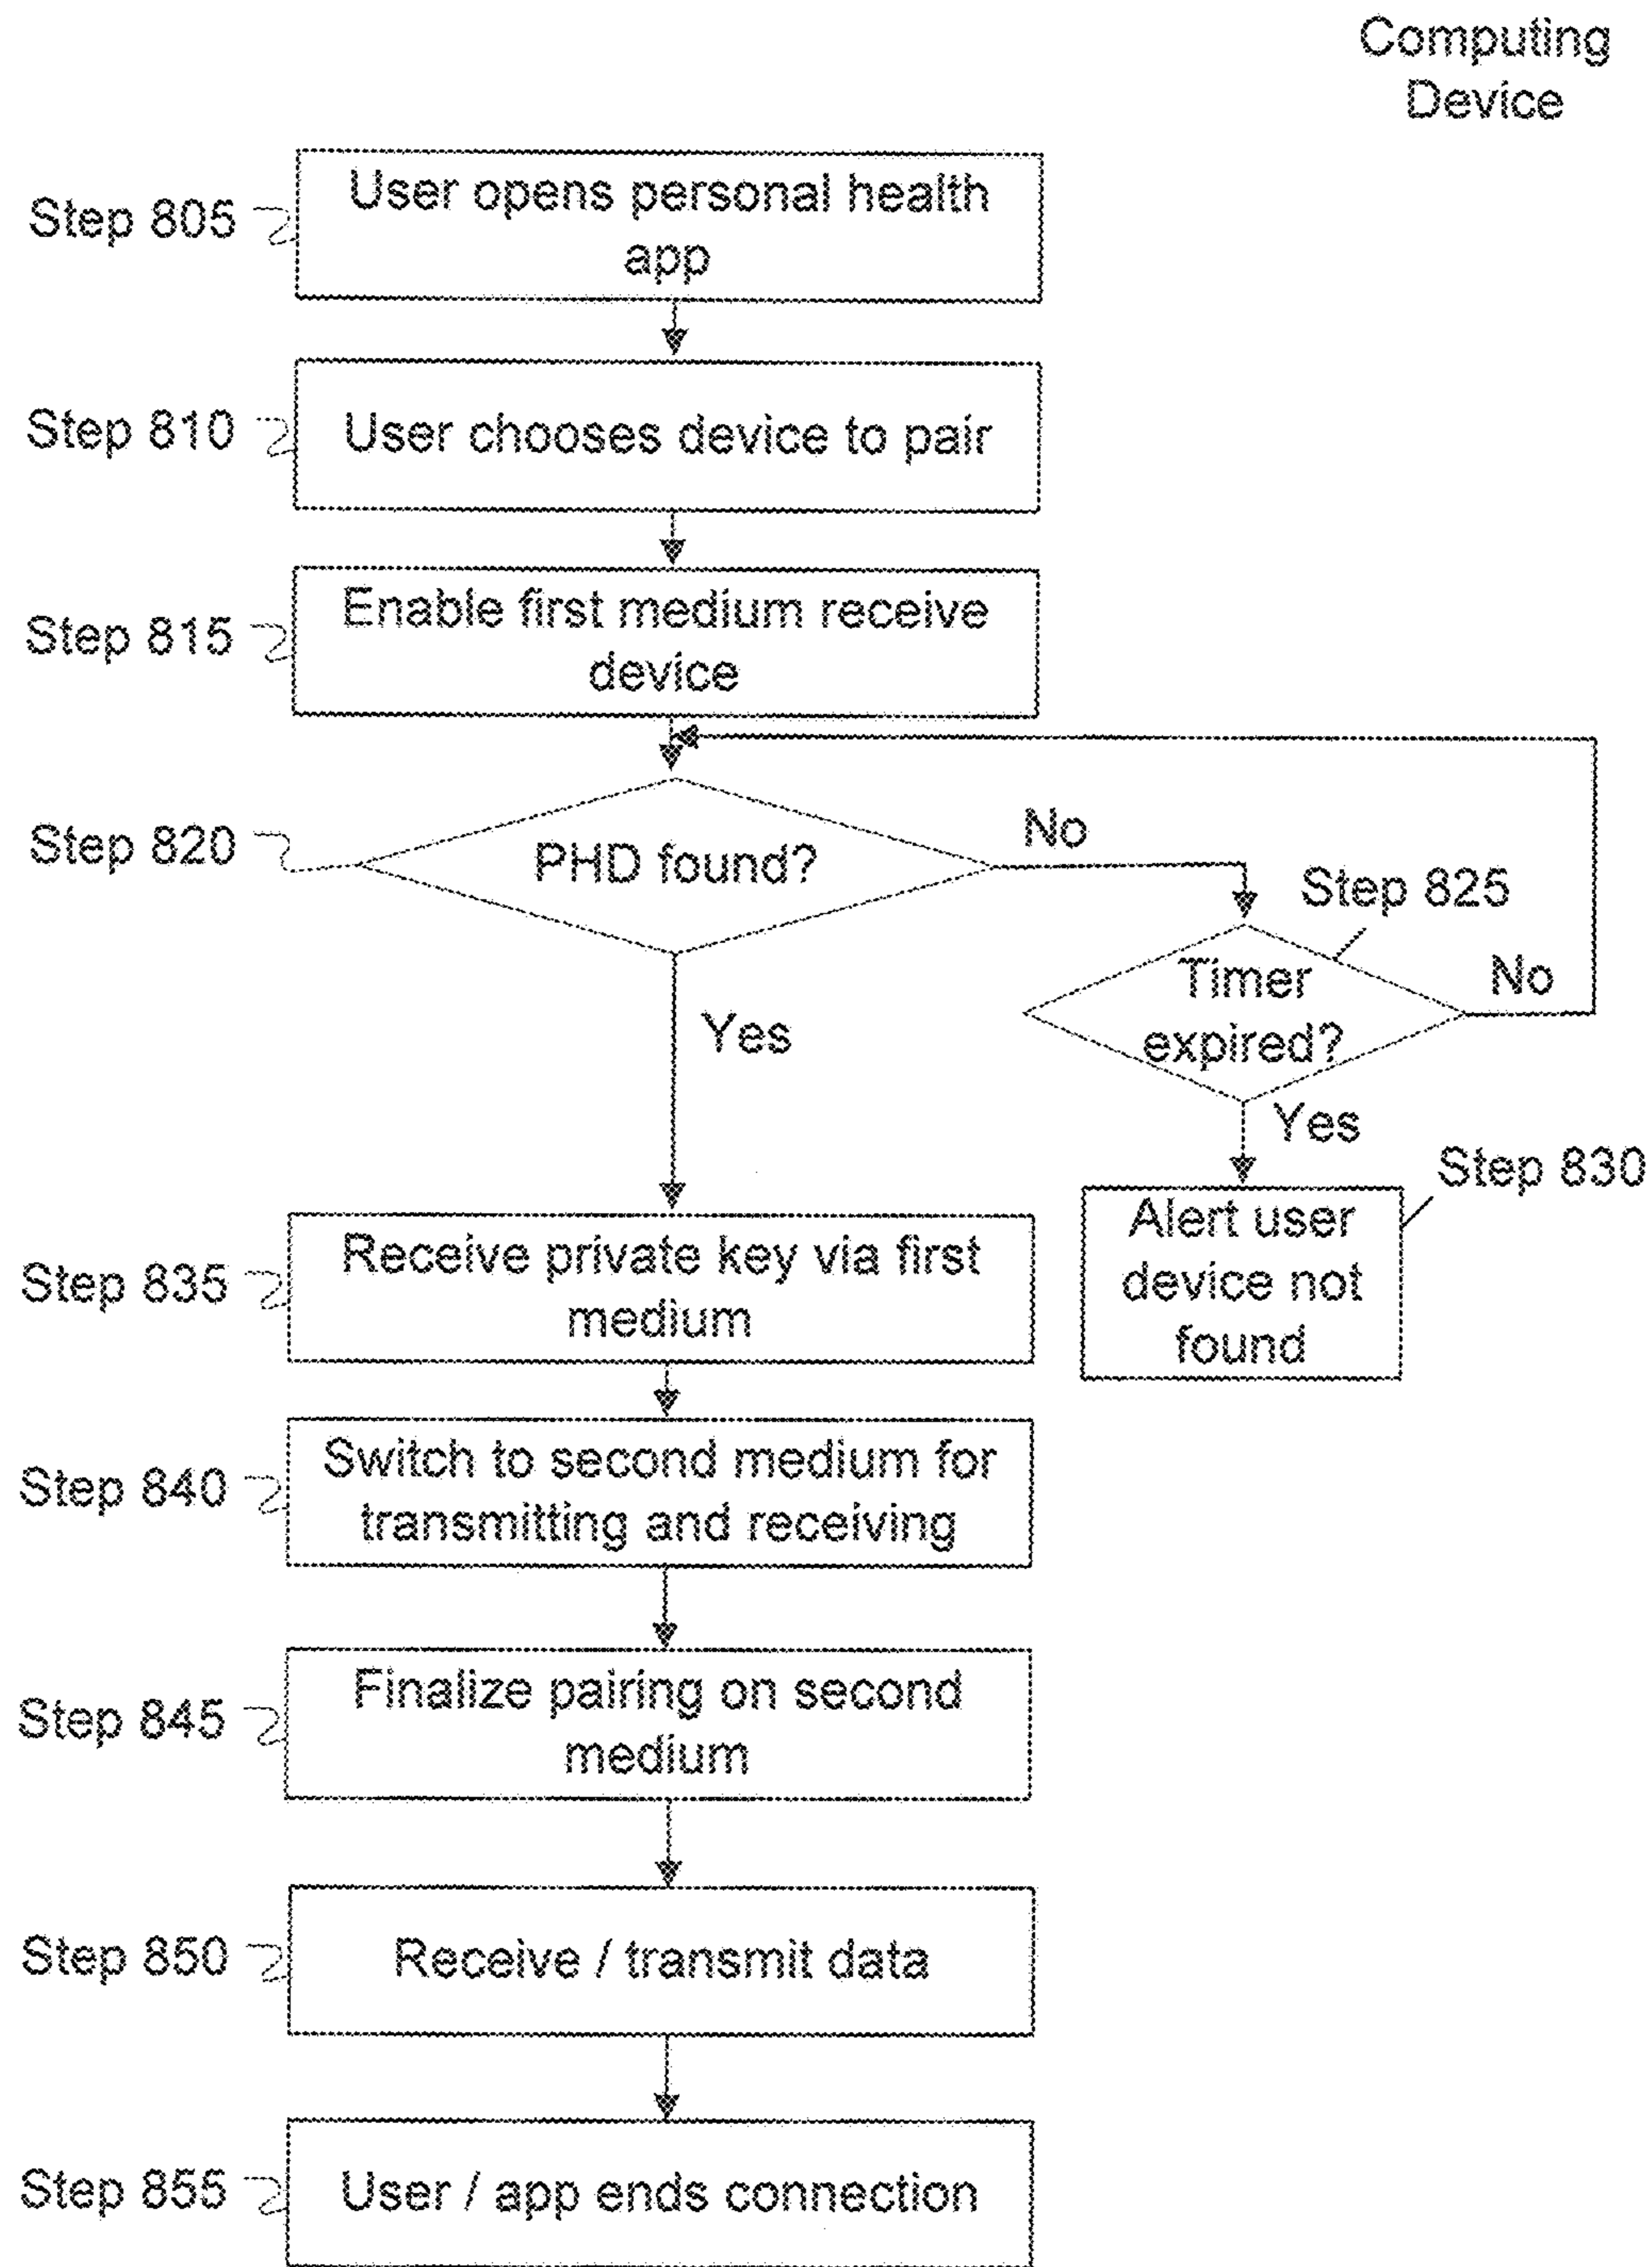 Computing
Device
Step 805
User opens personal health
app
Step 810
User chooses device to pair
Step 815
Enable first medium receive
device
Step 820
PHD found?
No
Step 825
Timer
expired?
No
Yes
Yes
Step 830
Alert user
device not
found
Step 835
Receive private key via first
medium
Step 840
Switch to second medium for
transmitting and receiving
Step 845
Finalize pairing on second
medium
Step 850
Receive / transmit data
Step 855
User / app ends connection